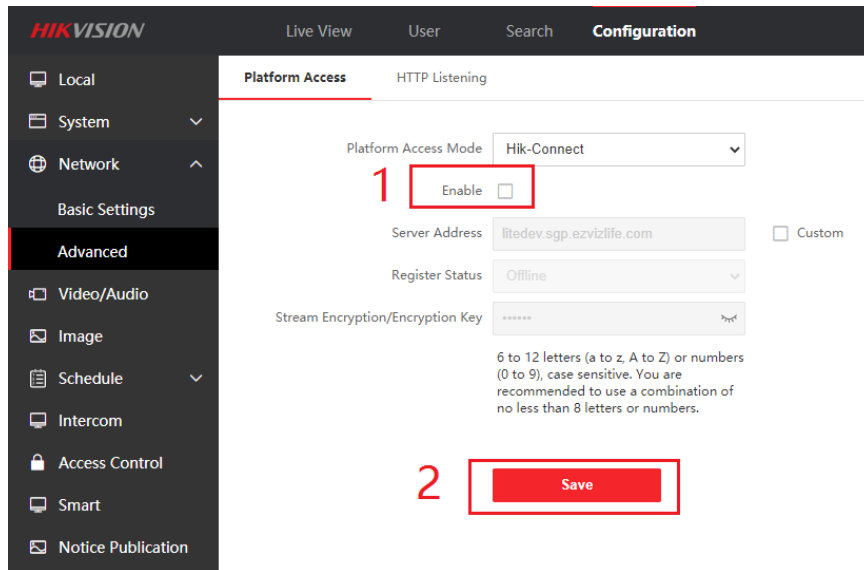 HIKVISION Live View User Search Configuration
Local
System
Network
Basic Settings
Advanced
Video/Audio
Image
Schedule
Intercom
Access Control
Smart
Notice Publication
Platform Access HTTP Listening
Platform Access Mode Hik-Connect
1 Enable
Server Address litedev.sgp.ezvizlife.com Custom
Register Status Offline
Stream Encryption/Encryption Key ······
6 to 12 letters (a to z, A to Z) or numbers
(0 to 9), case sensitive. You are
recommended to use a combination of
no less than 8 letters or numbers.
2 Save